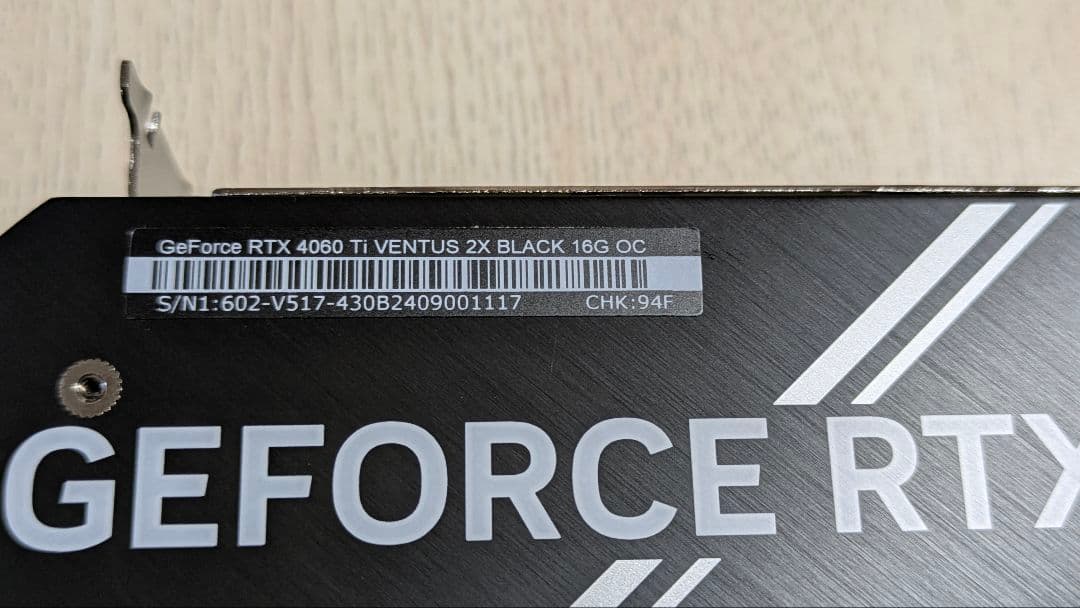 GeForce RTX 4060 Ti VENTUS 2X BLACK 16G OC
S/N1:602-V517-430B2409001117 CHK:94F
GEFORCE RTX